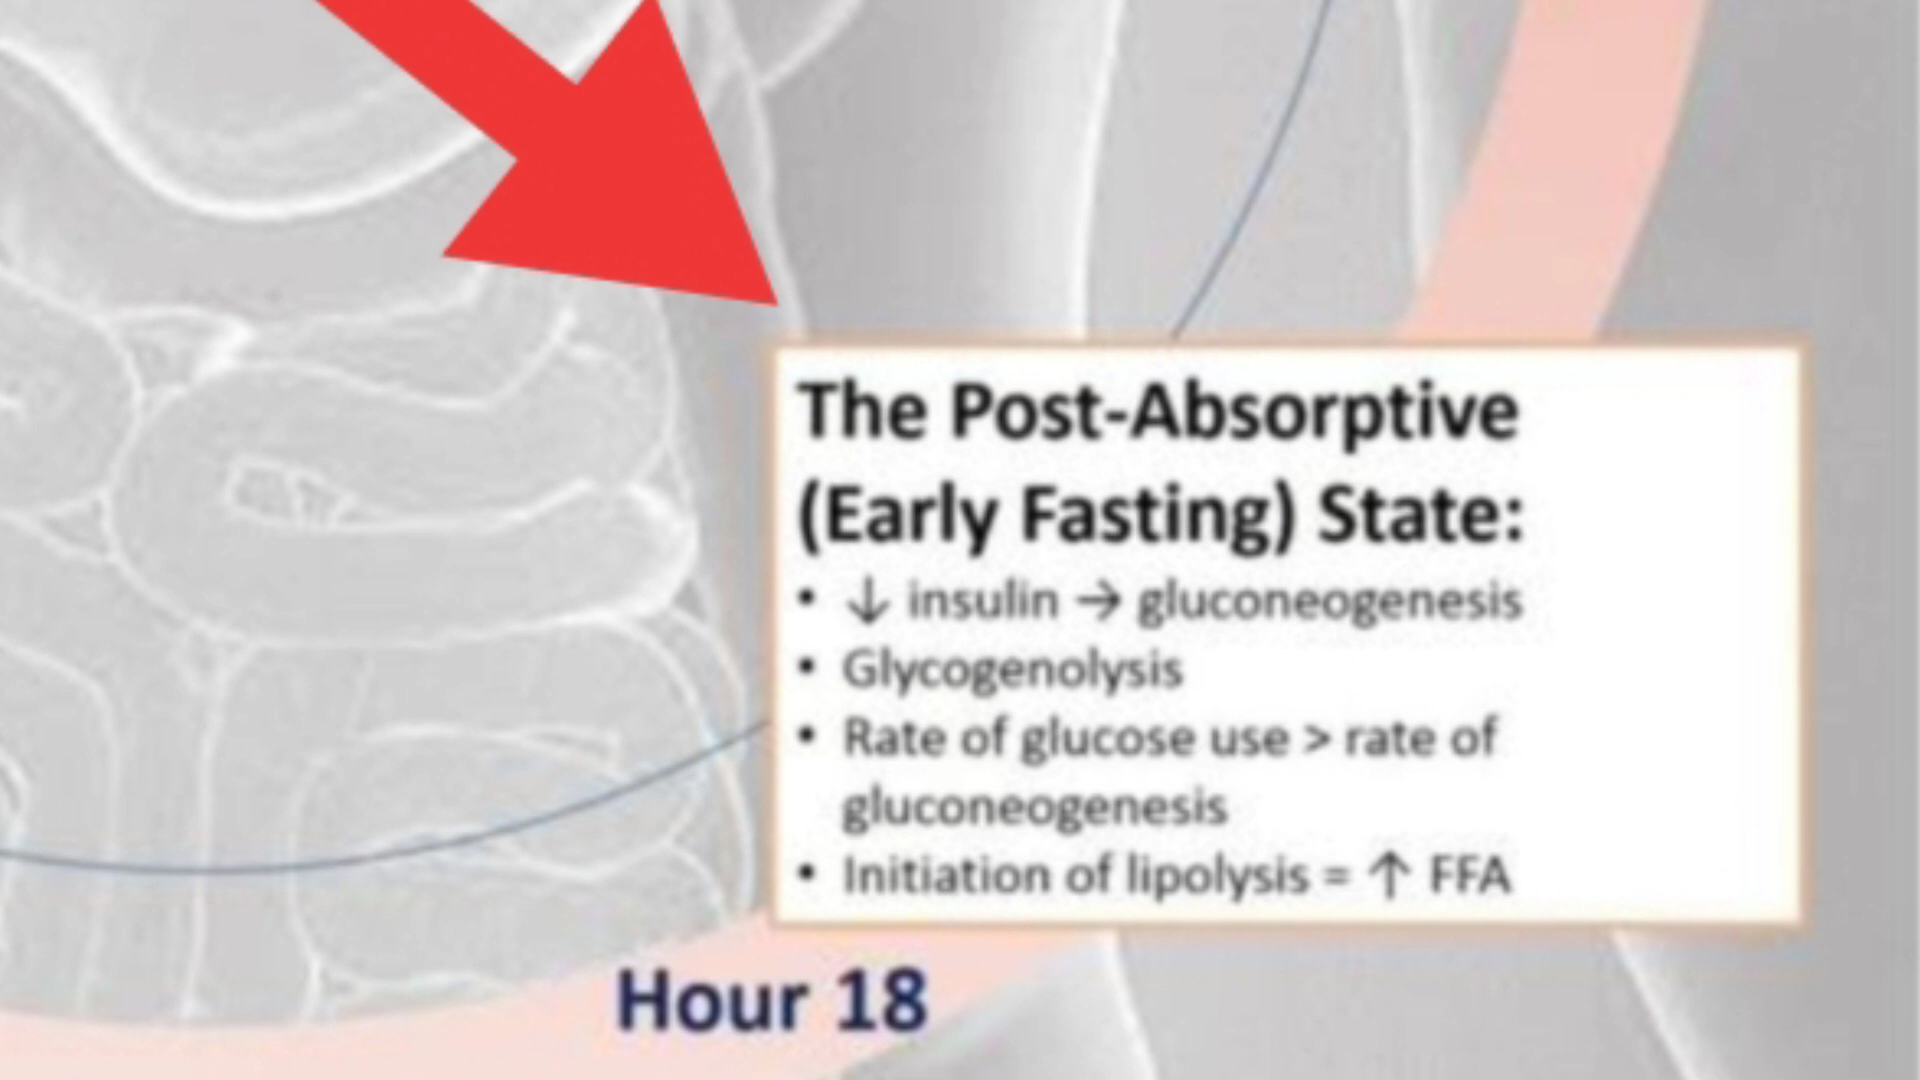 The Post-Absorptive
(Early Fasting) State:
• ↓ insulin → gluconeogenesis
• Glycogenolysis
• Rate of glucose use > rate of
gluconeogenesis
• Initiation of lipolysis = ↑ FFA
Hour 18